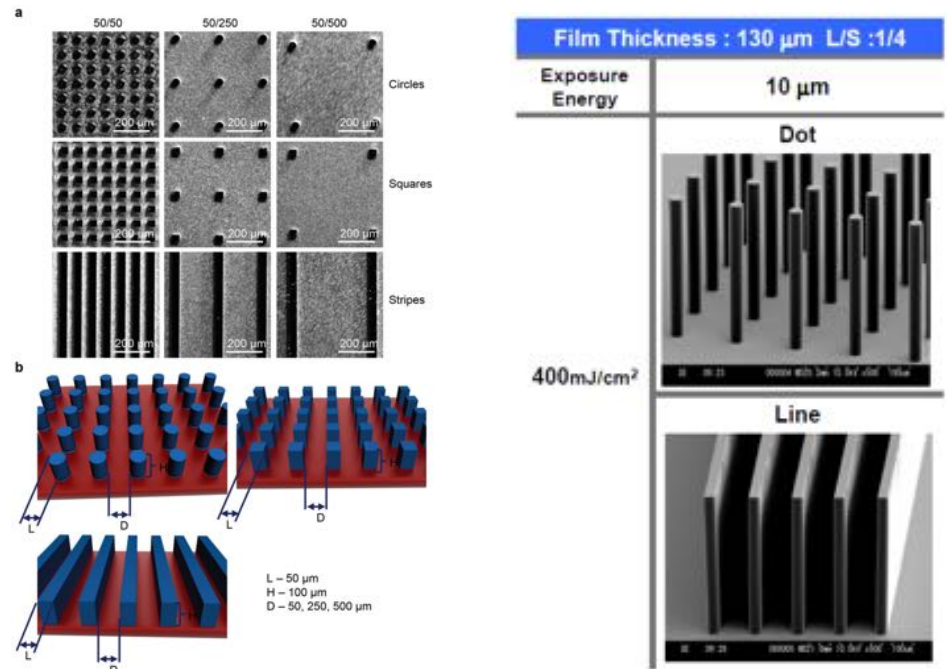 a
50/50
50/250
50/500
200 µm
200 µm
200 µm
Circles
200 µm
200 µm
200 µm
Squares
200 µm
200 µm
200 µm
Stripes
b
H
L
D
H
L
D
H
L
D
L – 50 µm
H – 100 µm
D – 50, 250, 500 µm
Film Thickness : 130 µm L/S :1/4
Exposure
Energy
10 µm
Dot
400mJ/cm²
Line